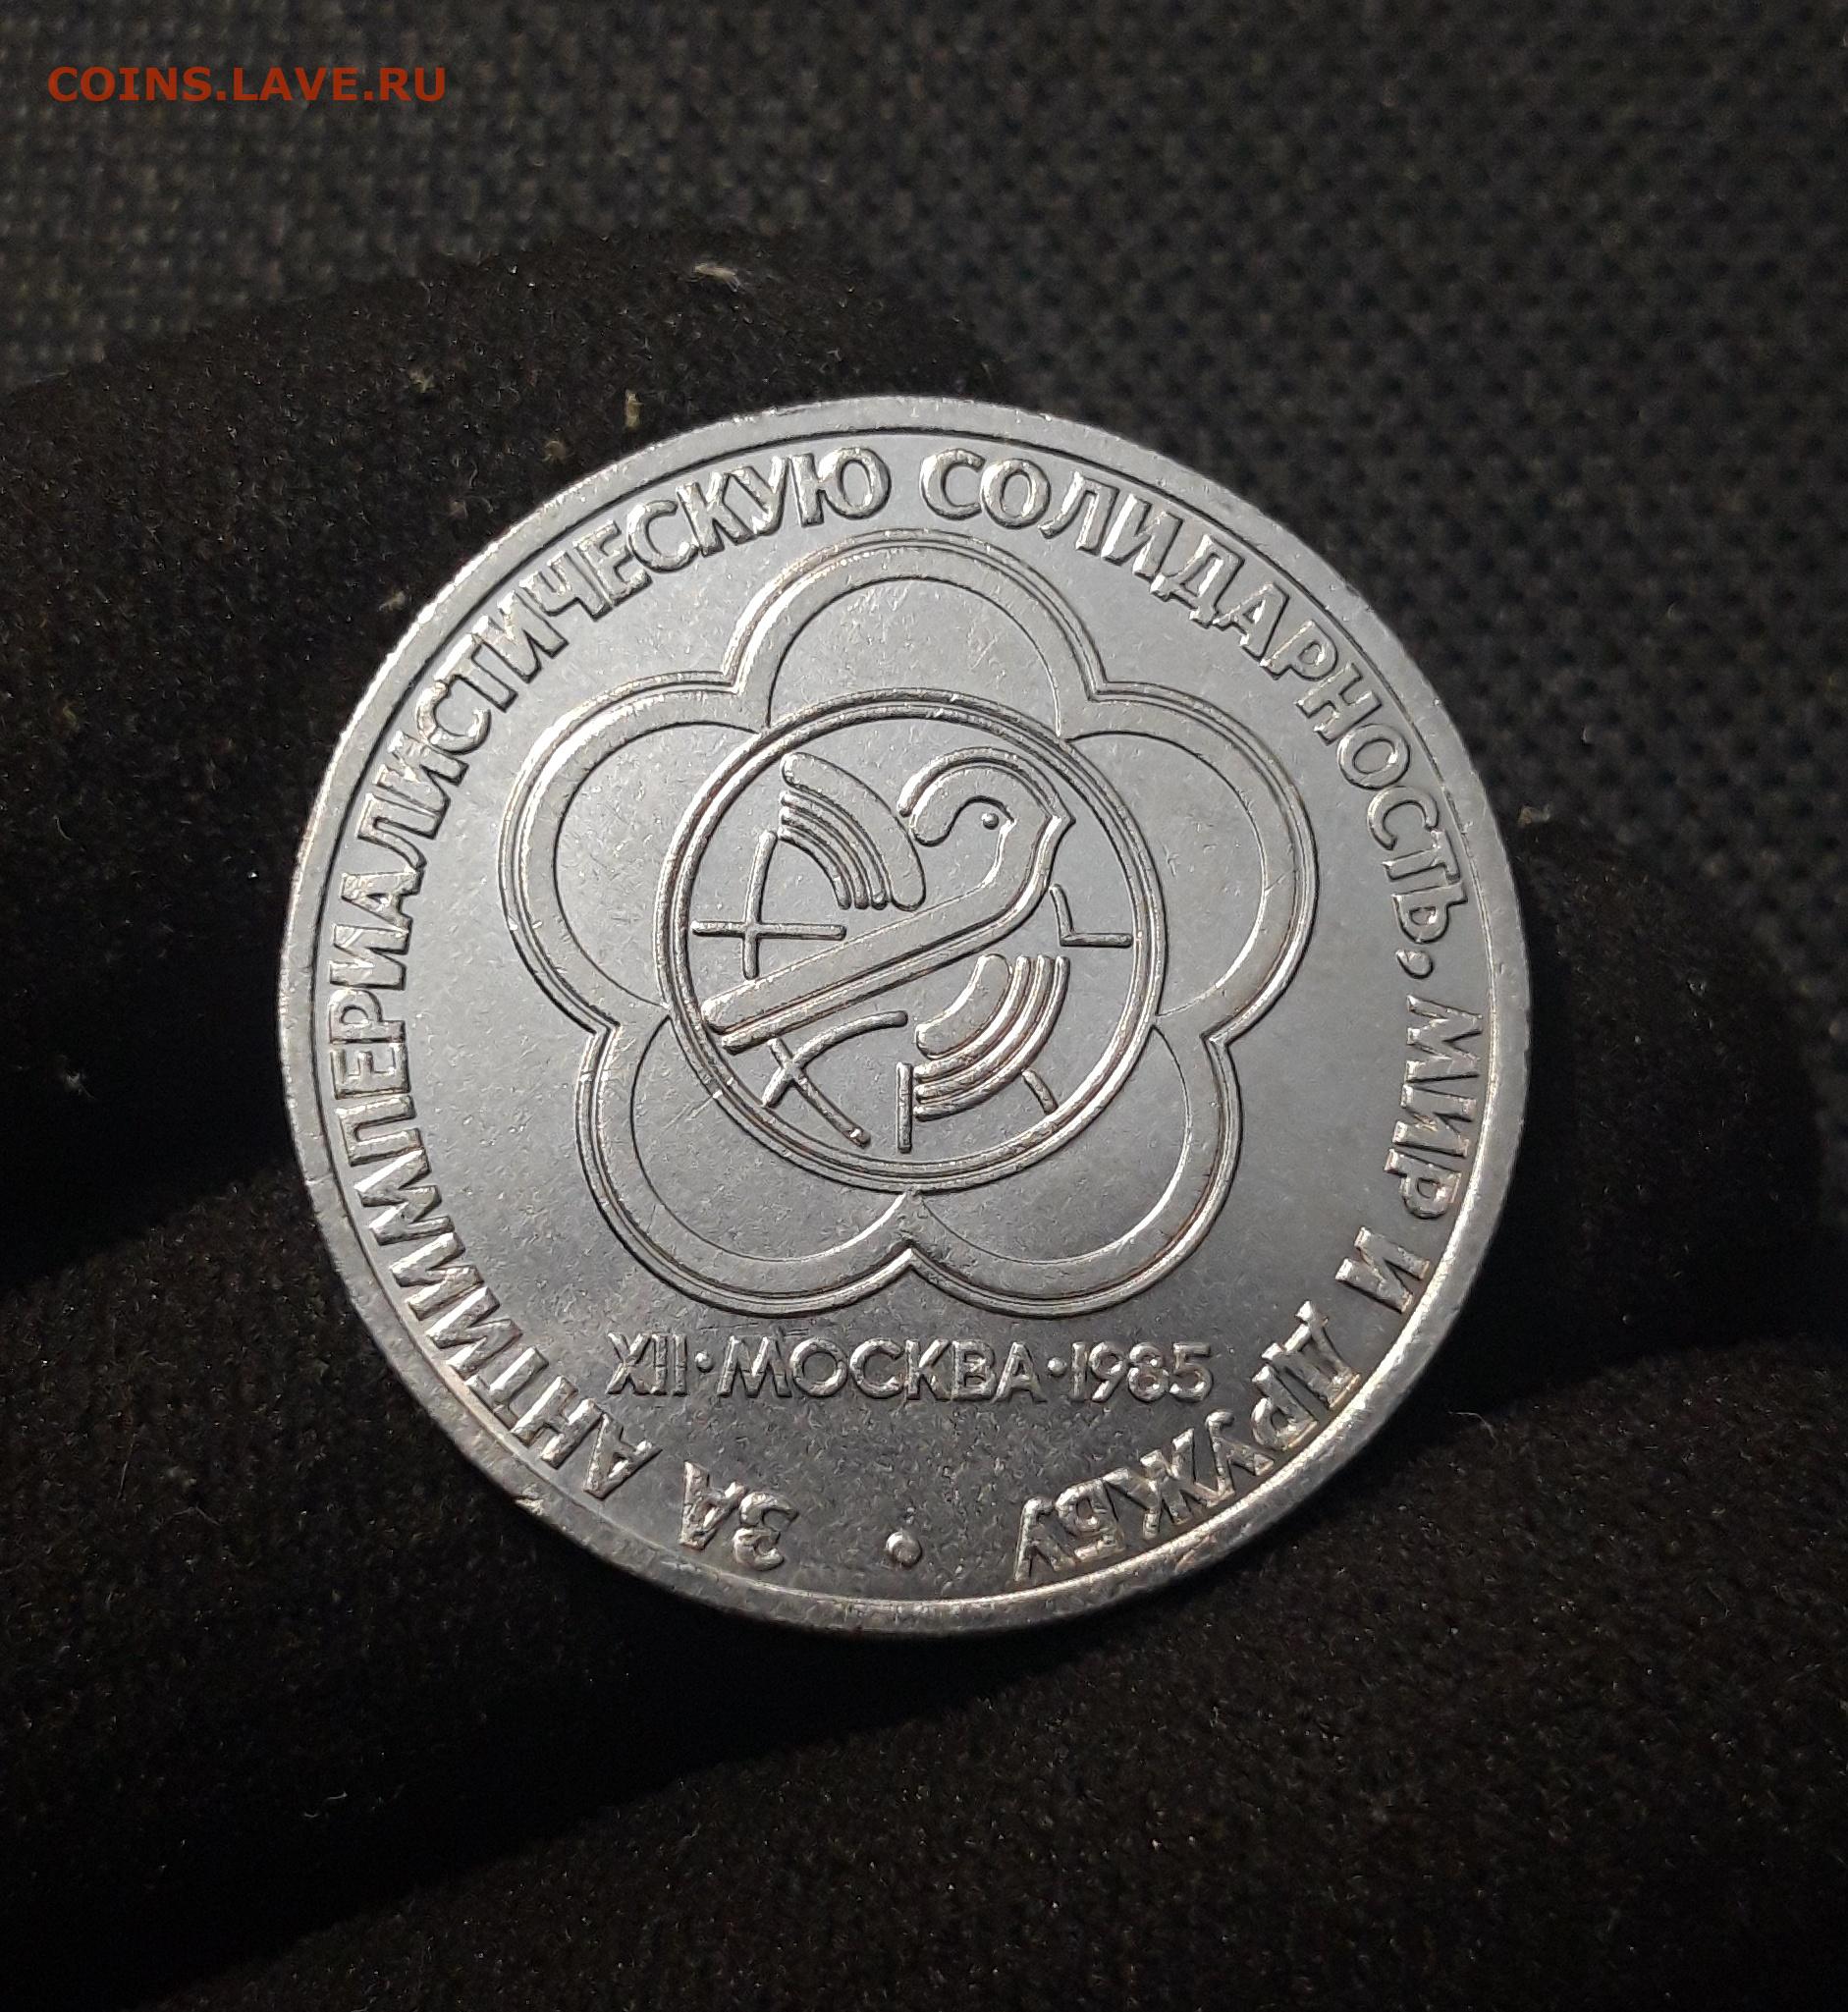 COINS.LAVE.RU
ЗА АНТИИМПЕРИАЛИСТИЧЕСКУЮ СОЛИДАРНОСТЬ, МИР И ДРУЖБУ •
XII•МОСКВА•1985